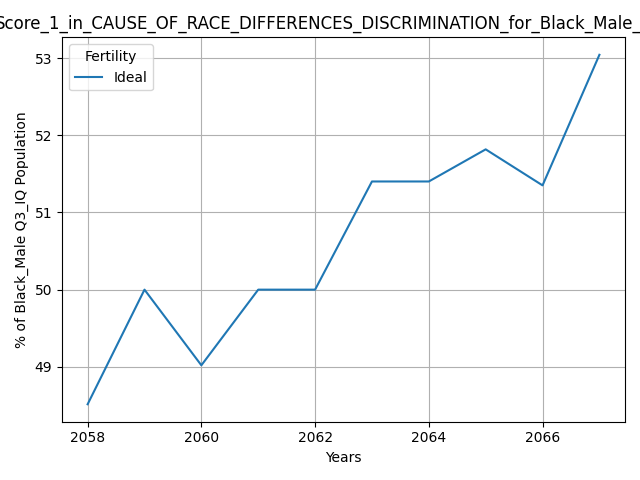 Score_1_in_CAUSE_OF_RACE_DIFFERENCES_DISCRIMINATION_for_Black_Male_
Fertility
Ideal
% of Black_Male Q3_IQ Population
53
52
51
50
49
2058 2060 2062 2064 2066
Years